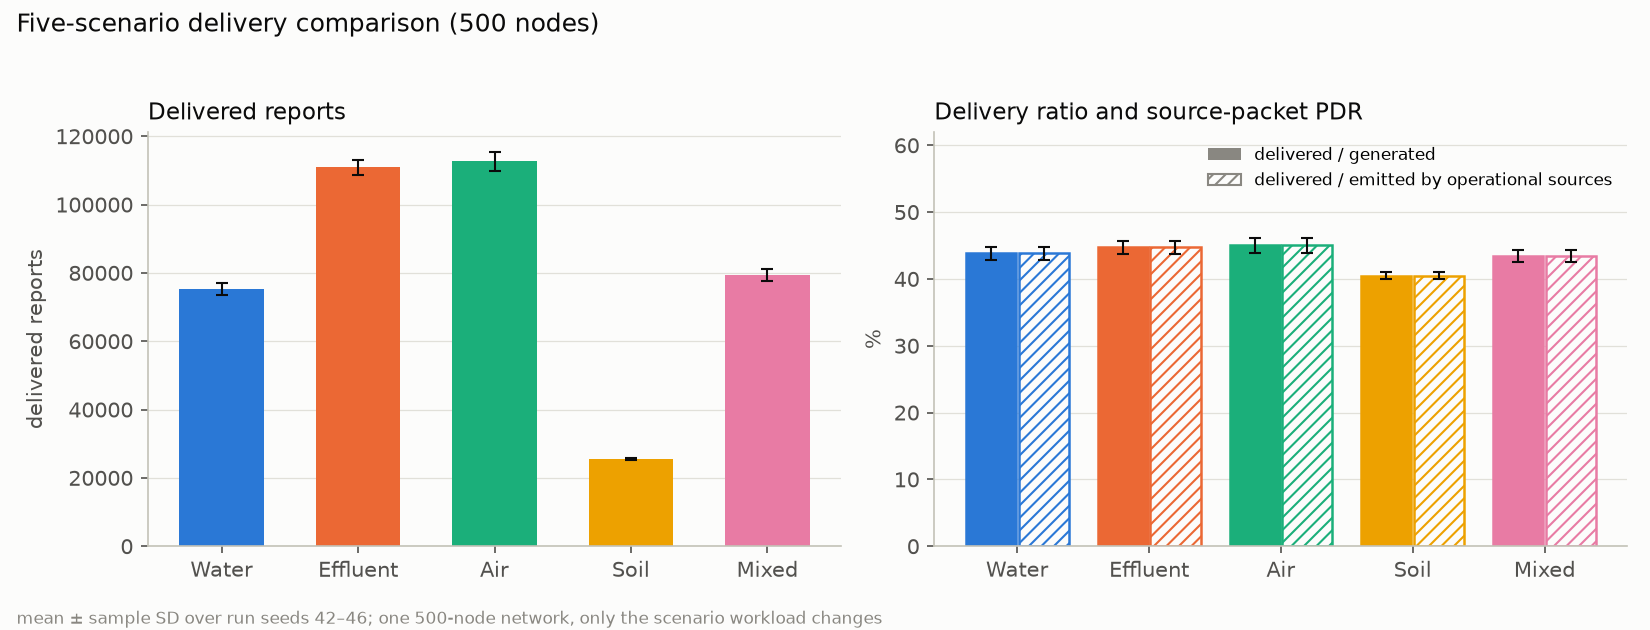 Five-scenario delivery comparison (500 nodes)
Delivered reports
delivered reports
120000
100000
80000
60000
40000
20000
0
Water Effluent Air Soil Mixed
Delivery ratio and source-packet PDR
%
60
50
40
30
20
10
0
delivered / generated
delivered / emitted by operational sources
Water Effluent Air Soil Mixed
mean ± sample SD over run seeds 42–46; one 500-node network, only the scenario workload changes